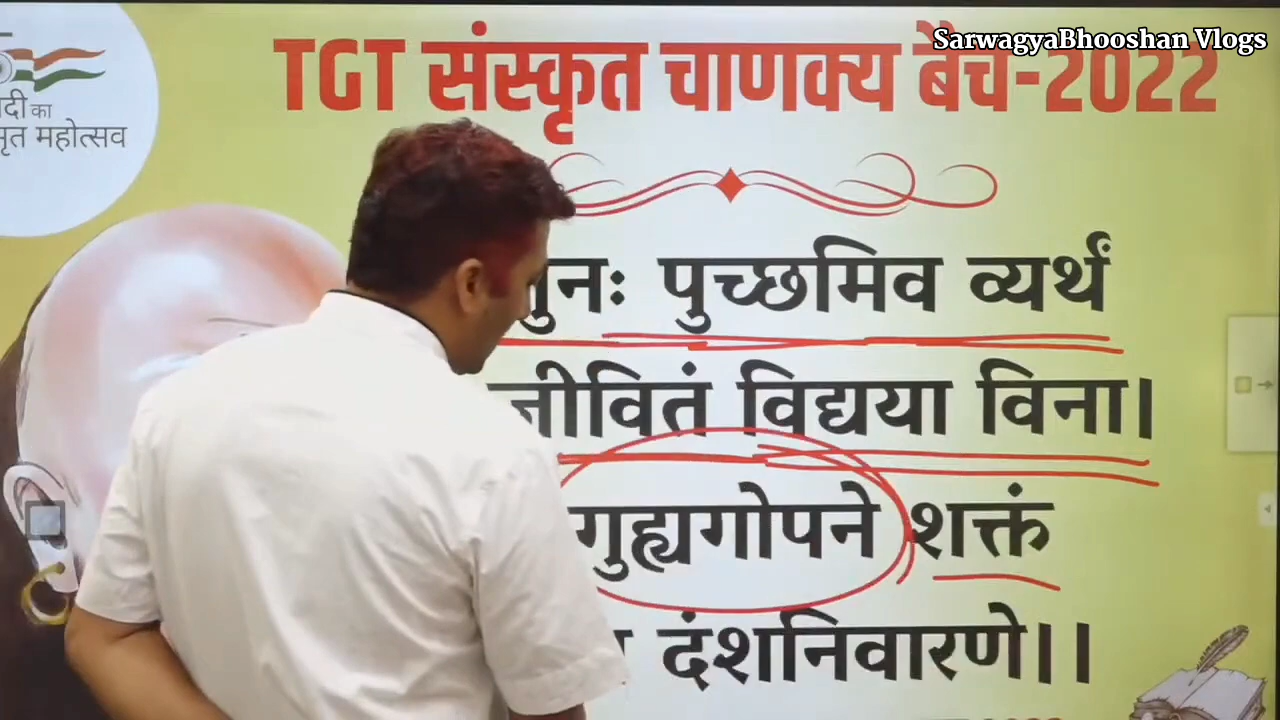 SarwagyaBhooshan Vlogs
TGT संस्कृत चाणक्य बैच-2022
का
महोत्सव
पुच्छमिव व्यर्थं
विद्यया विना।
गुह्यगोपने शक्तं
दंशनिवारणे।।